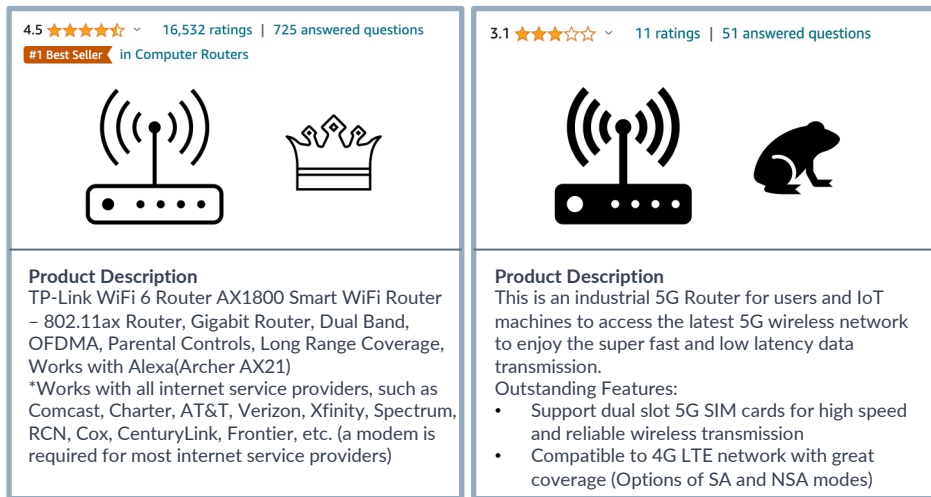 4.5 16,532 ratings | 725 answered questions
#1 Best Seller in Computer Routers
Product Description
TP-Link WiFi 6 Router AX1800 Smart WiFi Router
– 802.11ax Router, Gigabit Router, Dual Band,
OFDMA, Parental Controls, Long Range Coverage,
Works with Alexa(Archer AX21)
*Works with all internet service providers, such as
Comcast, Charter, AT&T, Verizon, Xfinity, Spectrum,
RCN, Cox, CenturyLink, Frontier, etc. (a modem is
required for most internet service providers)
3.1 11 ratings | 51 answered questions
Product Description
This is an industrial 5G Router for users and IoT
machines to access the latest 5G wireless network
to enjoy the super fast and low latency data
transmission.
Outstanding Features:
• Support dual slot 5G SIM cards for high speed
and reliable wireless transmission
• Compatible to 4G LTE network with great
coverage (Options of SA and NSA modes)